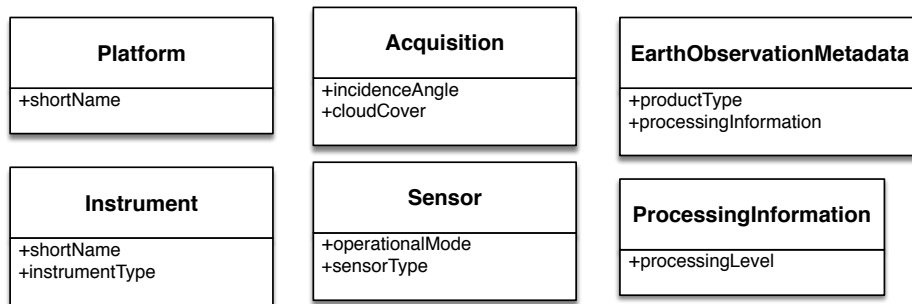 Platform
+shortName
Acquisition
+incidenceAngle
+cloudCover
EarthObservationMetadata
+productType
+processingInformation
Instrument
+shortName
+instrumentType
Sensor
+operationalMode
+sensorType
ProcessingInformation
+processingLevel